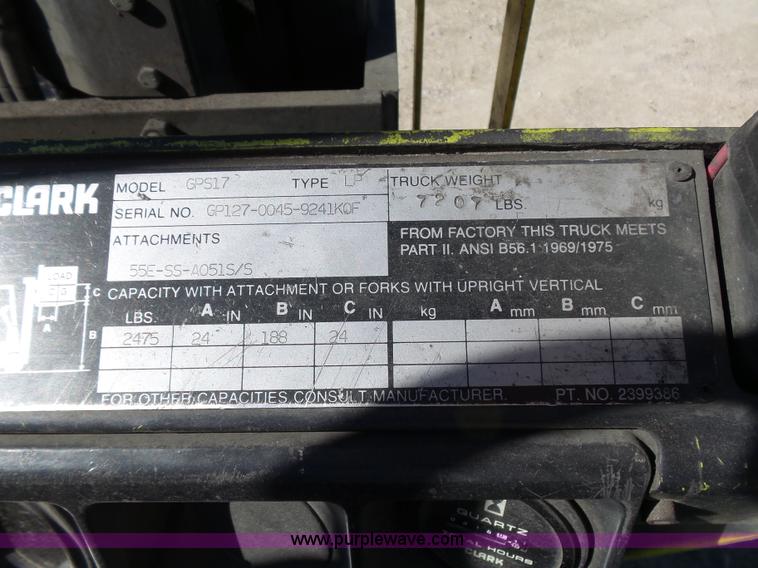 CLARK
MODEL GPS17 TYPE LP
TRUCK WEIGHT
7207 LBS. kg
SERIAL NO. GP127-0045-9241KOF
ATTACHMENTS
55E-SS-A051S/S
FROM FACTORY THIS TRUCK MEETS
PART II. ANSI B56.1 1969/1975
LOAD
C
B
A
CAPACITY WITH ATTACHMENT OR FORKS WITH UPRIGHT VERTICAL
LBS. A IN B IN C IN kg A mm B mm C mm
2475 24 188 24
FOR OTHER CAPACITIES CONSULT MANUFACTURER. PT. NO. 2399386
QUARTZ
HOURS
CLARK
www.purplewave.com